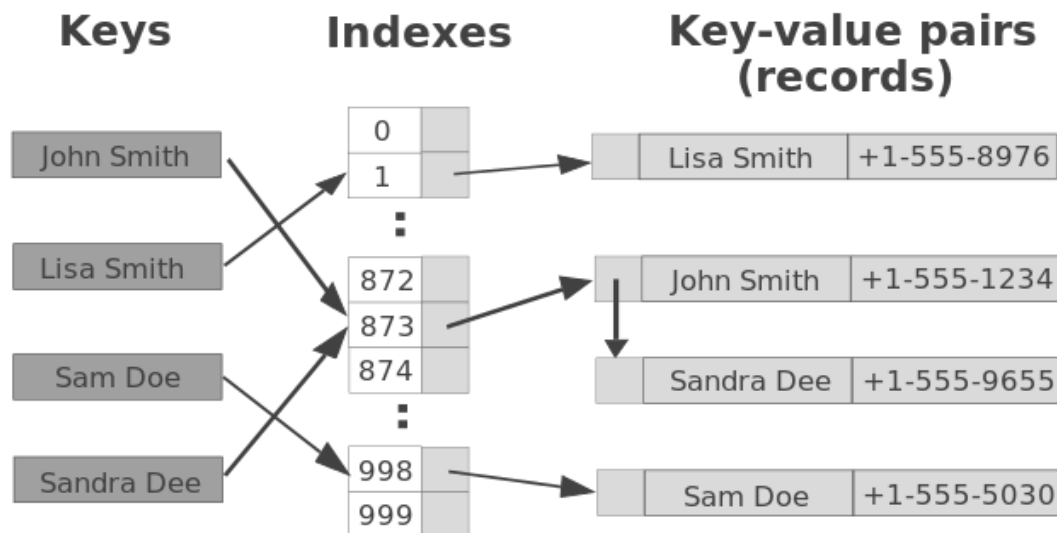 Keys
Indexes
Key-value pairs
(records)
John Smith
Lisa Smith
Sam Doe
Sandra Dee
0
1
:
872
873
874
:
998
999
Lisa Smith +1-555-8976
John Smith +1-555-1234
Sandra Dee +1-555-9655
Sam Doe +1-555-5030